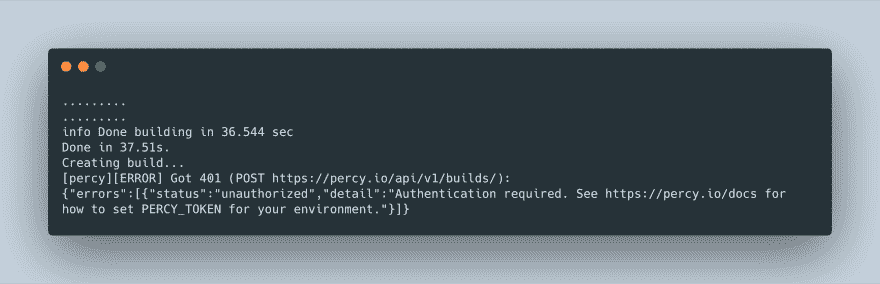 .........
.........
info Done building in 36.544 sec
Done in 37.51s.
Creating build...
[percy][ERROR] Got 401 (POST https://percy.io/api/v1/builds/):
{"errors":[{"status":"unauthorized","detail":"Authentication required. See https://percy.io/docs for
how to set PERCY_TOKEN for your environment."}]}